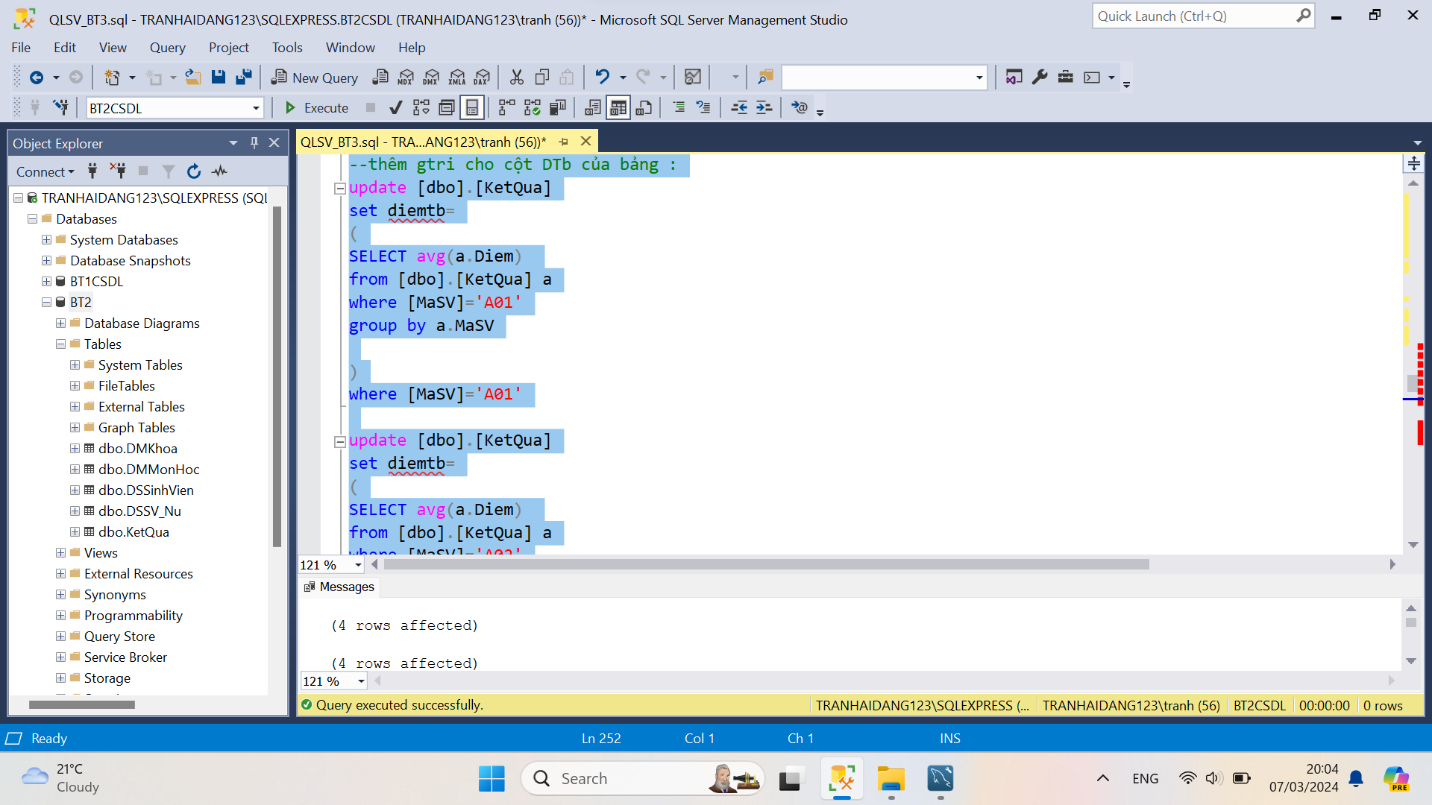 QLSV_BT3.sql - TRANHAIDANG123\SQLEXPRESS.BT2CSDL (TRANHAIDANG123\tranh (56))* - Microsoft SQL Server Management Studio
Quick Launch (Ctrl+Q)
File Edit View Query Project Tools Window Help
New Query
MDX DMX XMLA DAX
BT2CSDL
Execute
Object Explorer
QLSV_BT3.sql - TRA...ANG123\tranh (56))*
Connect
TRANHAIDANG123\SQLEXPRESS (SQL
Databases
System Databases
Database Snapshots
BT1CSDL
BT2
Database Diagrams
Tables
System Tables
FileTables
External Tables
Graph Tables
dbo.DMKhoa
dbo.DMMonHoc
dbo.DSSinhVien
dbo.DSSV_Nu
dbo.KetQua
Views
External Resources
Synonyms
Programmability
Query Store
Service Broker
Storage
--thêm gtri cho cột DTb của bảng :
update [dbo].[KetQua]
set diemtb=
(
SELECT avg(a.Diem)
from [dbo].[KetQua] a
where [MaSV]='A01'
group by a.MaSV
)
where [MaSV]='A01'
update [dbo].[KetQua]
set diemtb=
(
SELECT avg(a.Diem)
from [dbo].[KetQua] a
where [MaSV]='A02'
121 %
Messages
(4 rows affected)
(4 rows affected)
121 %
Query executed successfully.
TRANHAIDANG123\SQLEXPRESS (... TRANHAIDANG123\tranh (56) BT2CSDL 00:00:00 0 rows
Ready Ln 252 Col 1 Ch 1 INS
21°C
Cloudy
Search
ENG
20:04
07/03/2024
PRE